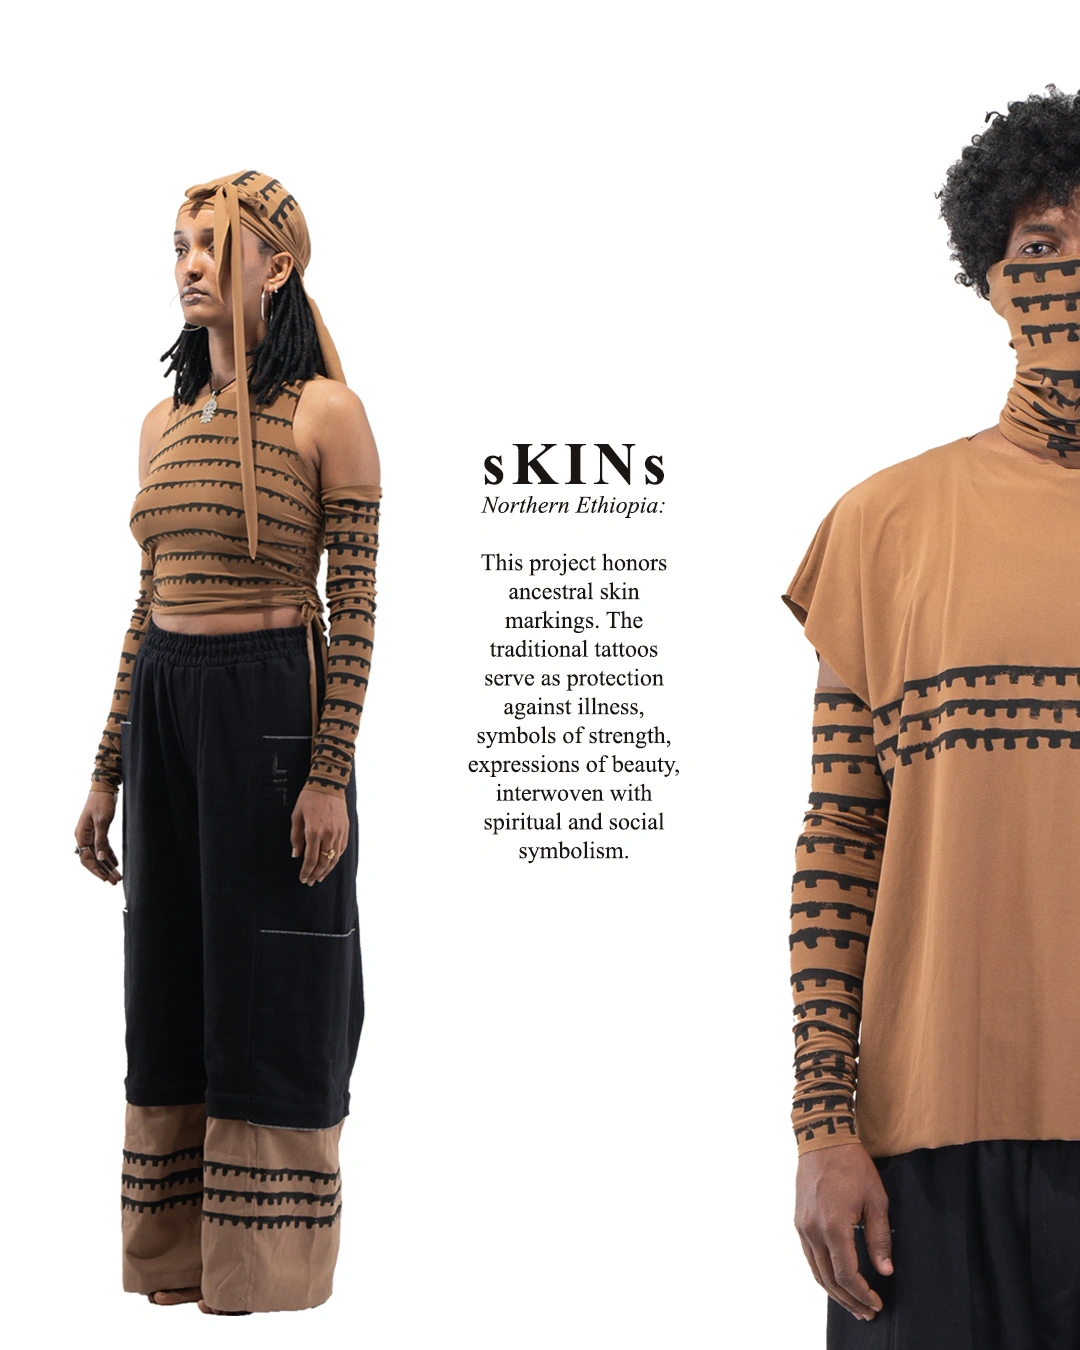 sKINs
Northern Ethiopia:
This project honors
ancestral skin
markings. The
traditional tattoos
serve as protection
against illness,
symbols of strength,
expressions of beauty,
interwoven with
spiritual and social
symbolism.